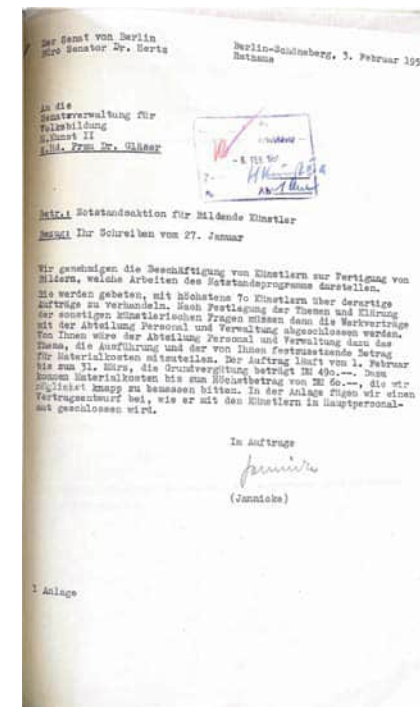 Der Senat von Berlin
Büro Senator Dr. Hertz
Berlin-Schöneberg, 3. Februar 195
Rathaus
An die
Senatsverwaltung für
Volksbildung
Kunst II
z.Hd. Frau Dr. Gläser
Betr.: Notstandsaktion für Bildende Künstler
Bezug: Ihr Schreiben vom 27. Januar
Wir genehmigen die Beschäftigung von Künstlern zur Fertigung von
Bildern, welche Arbeiten des Notstandsprogramms darstellen.
Sie werden gebeten, mit höchstens 70 Künstlern über derartige
Aufträge zu verhandeln. Nach Festlegung der Themen und Klärung
der sonstigen künstlerischen Fragen müssen dann die Werkverträge
mit der Abteilung Personal und Verwaltung abgeschlossen werden.
Von Ihnen wäre der Abteilung Personal und Verwaltung dazu das
Thema, die Ausführung und der von Ihnen festzusetzende Betrag
für Materialkosten mitzuteilen. Der Auftrag läuft vom 1. Februar
bis zum 31. März, die Grundvergütung beträgt DM 490.--. Dazu
kommen Materialkosten bis zum Höchstbetrag von DM 60.--, die wir
möglichst knapp zu bemessen bitten. In der Anlage fügen wir einen
Vertragsentwurf bei, wie er mit den Künstlern im Hauptpersonal-
amt geschlossen wird.
Im Auftrage
(Jannicke)
1 Anlage